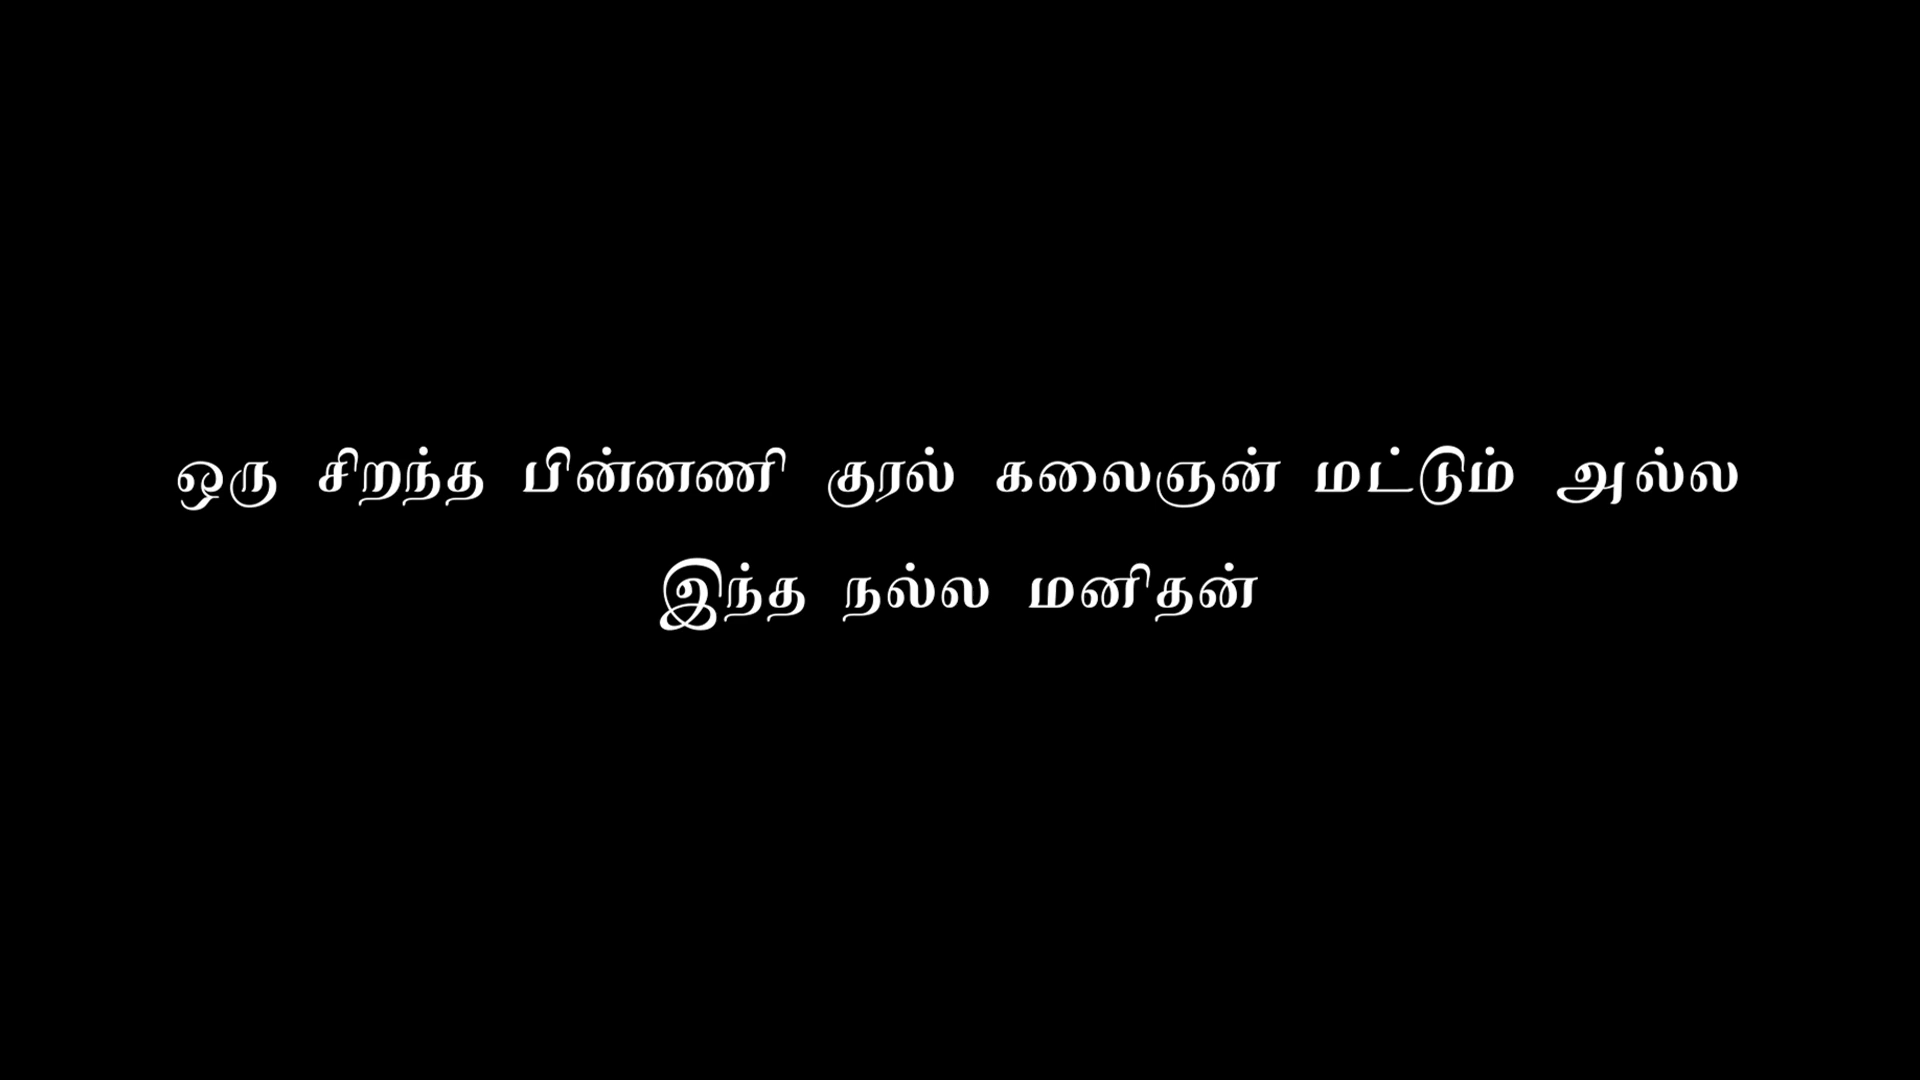 ஒரு சிறந்த பின்னணி குரல் கலைஞன் மட்டும் அல்ல
இந்த நல்ல மனிதன்